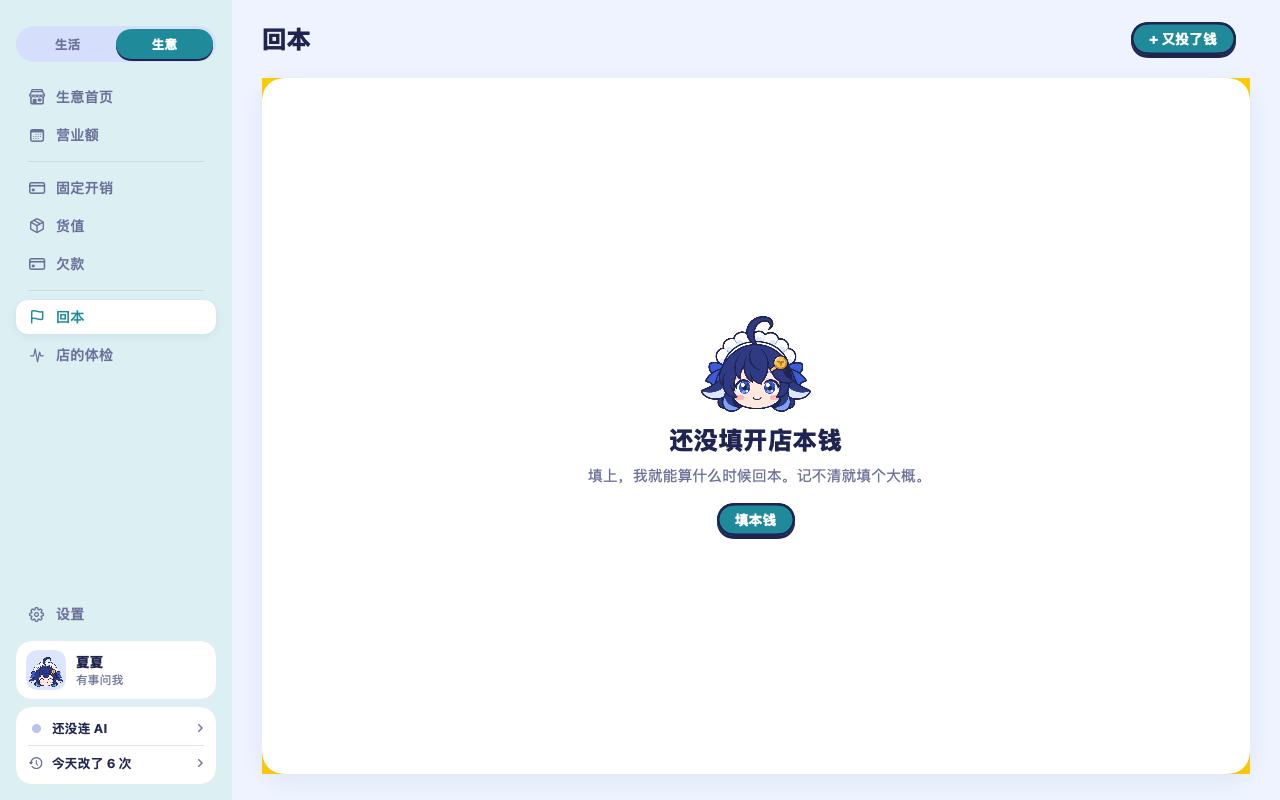 生活
生意
生意首页
营业额
固定开销
货值
欠款
回本
店的体检
设置
夏夏
有事问我
还没连 AI
今天改了 6 次
回本
+ 又投了钱
还没填开店本钱
填上，我就能算什么时候回本。记不清就填个大概。
填本钱